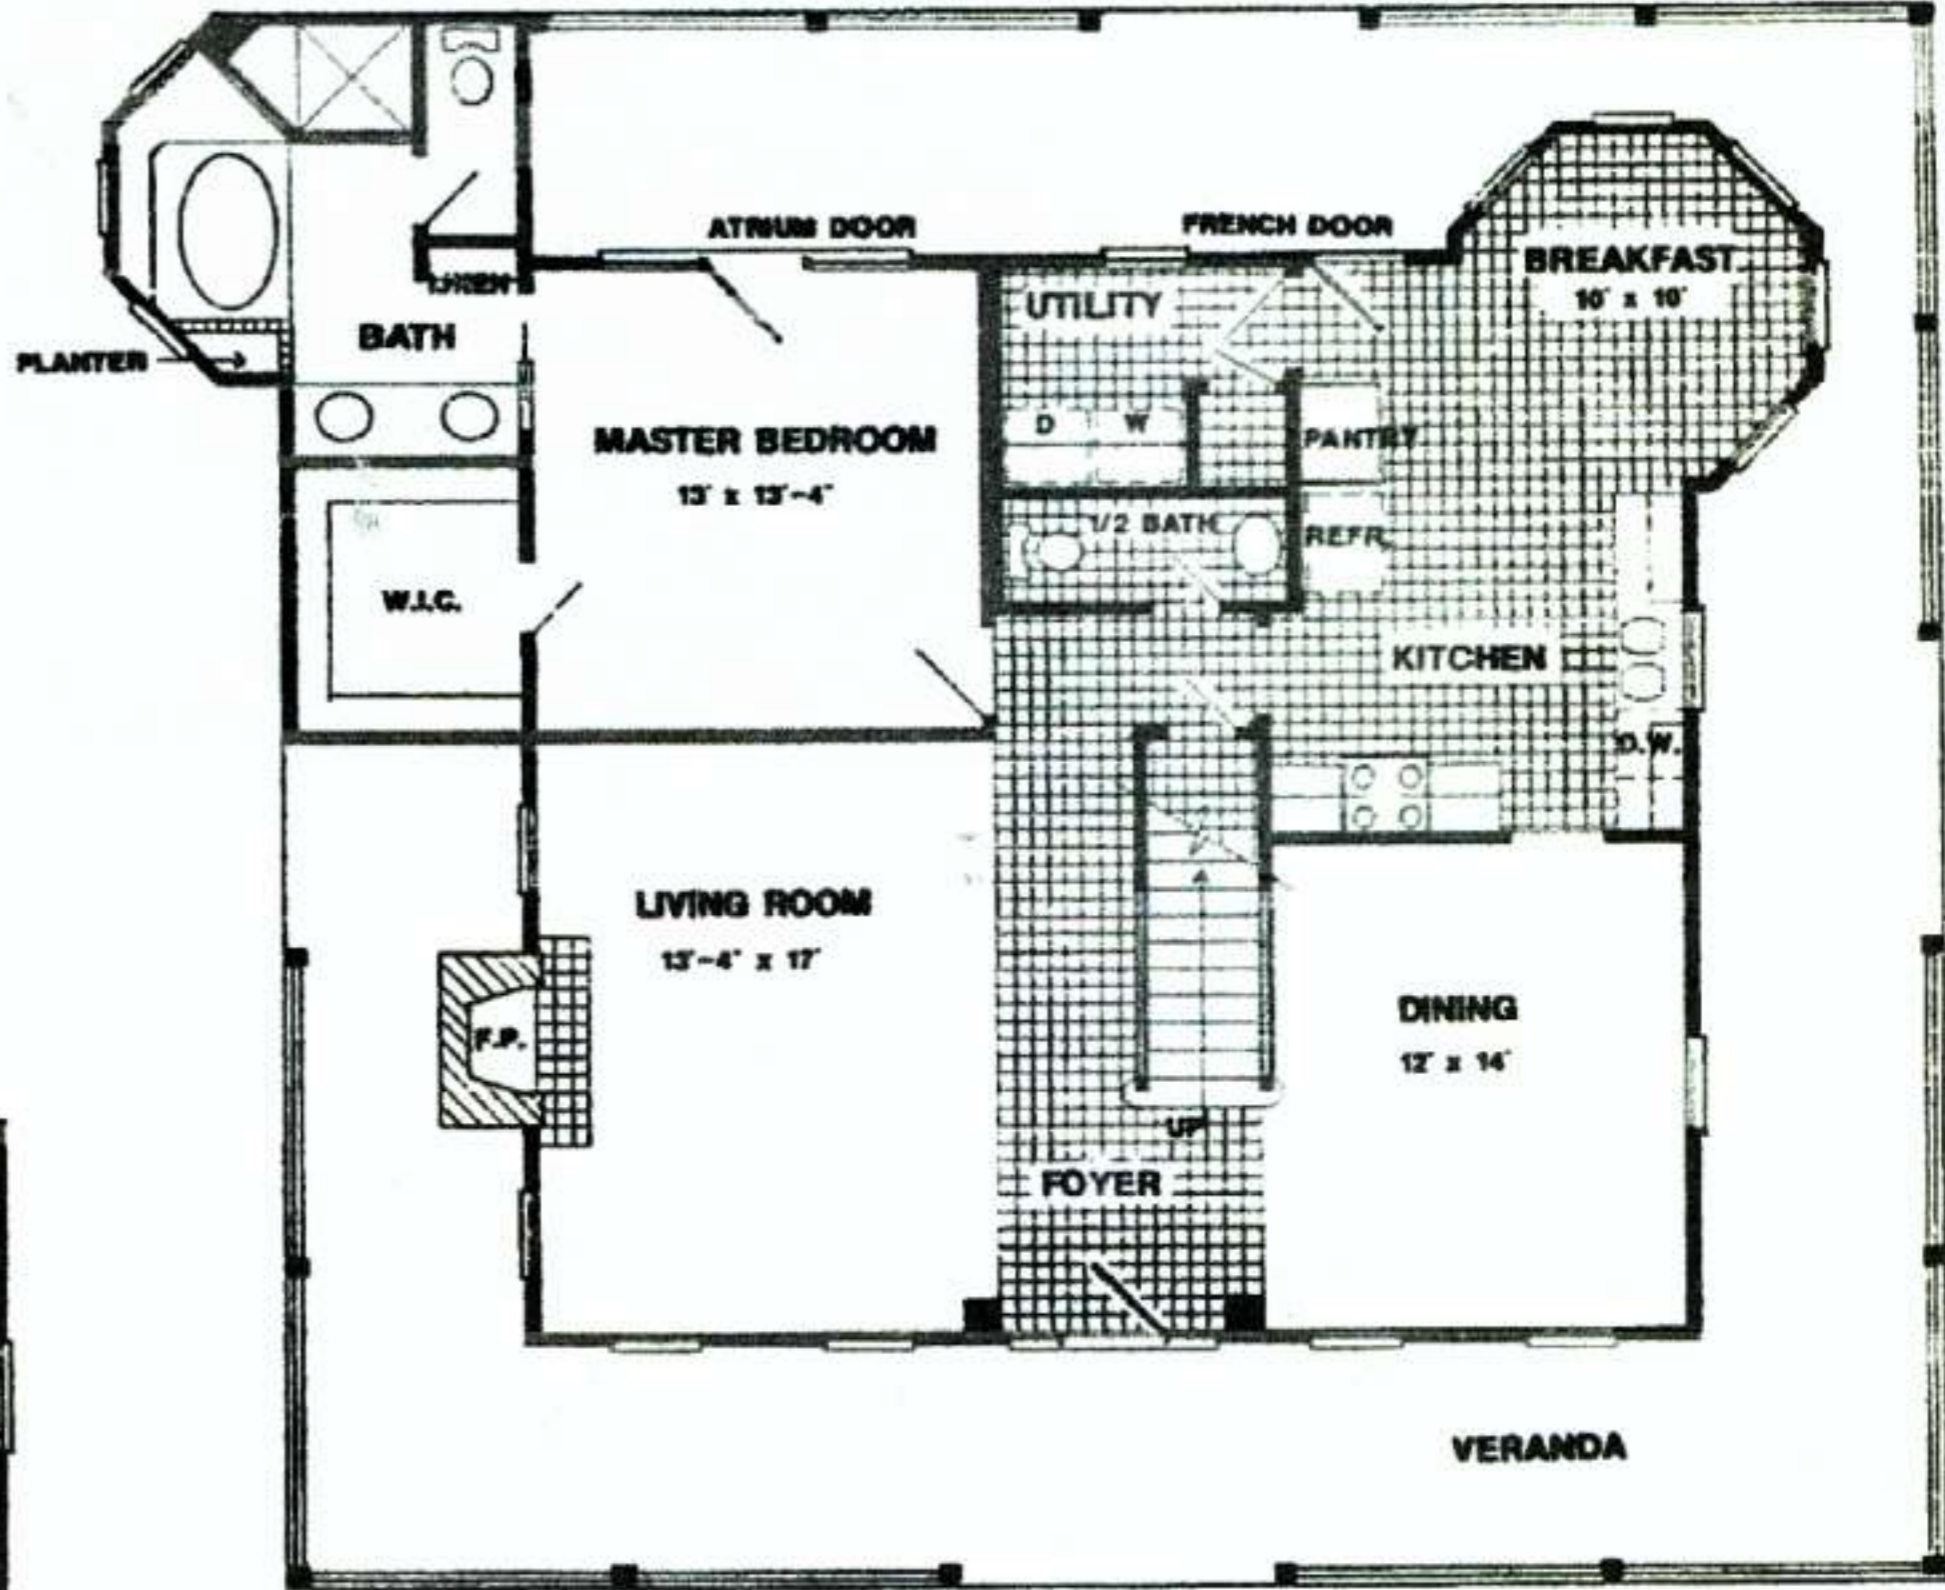 ATRIUM DOOR
FRENCH DOOR
BREAKFAST
10' x 10'
UTILITY
LINEN
BATH
PLANTER
D W
PANTRY
MASTER BEDROOM
13' x 13'-4"
1/2 BATH
REFR.
W.I.C.
KITCHEN
D.W.
LIVING ROOM
13'-4" x 17'
F.P.
DINING
12' x 14'
UP
FOYER
VERANDA